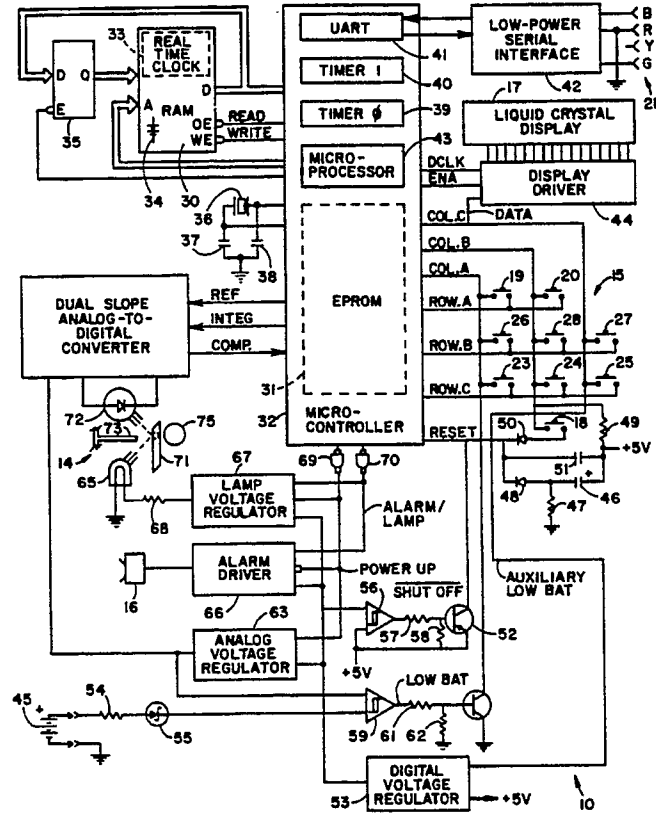 33
REAL
TIME
CLOCK
D Q
E
35
A
RAM
D
OE
WE
READ
WRITE
34
30
36
37
38
UART
41
TIMER 1
40
TIMER Ø
39
MICRO-
PROCESSOR
43
EPROM
31
32
MICRO-
CONTROLLER
LOW-POWER
SERIAL
INTERFACE
42
B
R
Y
G
17
LIQUID CRYSTAL
DISPLAY
DCLK
ENA
DISPLAY
DRIVER
44
COL.C
DATA
COL.B
COL.A
19
20
15
ROW.A
26
28
27
ROW.B
23
24
25
ROW.C
RESET
50
18
49
+5V
51
+
48
46
47
DUAL SLOPE
ANALOG-TO-
DIGITAL
CONVERTER
REF
INTEG
COMP.
72
73
75
14
71
65
68
67
LAMP
VOLTAGE
REGULATOR
69
70
ALARM/
LAMP
16
ALARM
DRIVER
66
POWER UP
63
ANALOG
VOLTAGE
REGULATOR
SHUT OFF
56
57
58
52
+5V
AUXILIARY
LOW BAT
45
+
54
55
LOW BAT
59
61
62
DIGITAL
VOLTAGE
REGULATOR
53
+5V
10